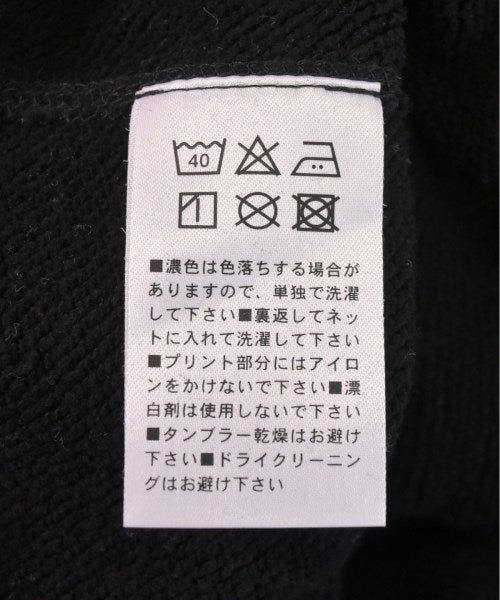 40
■濃色は色落ちする場合が
ありますので、単独で洗濯
して下さい■裏返してネッ
トに入れて洗濯して下さい
■プリント部分にはアイロ
ンをかけないで下さい■漂
白剤は使用しないで下さい
■タンブラー乾燥はお避け
下さい■ドライクリーニン
グはお避け下さい